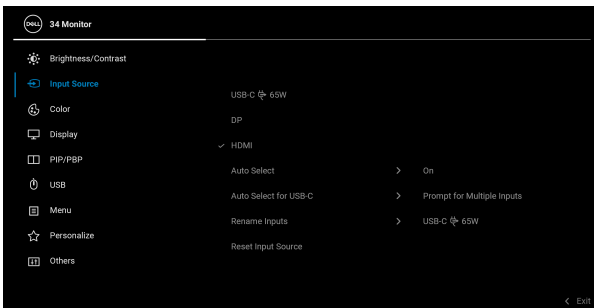 DELL 34 Monitor
Brightness/Contrast
Input Source
USB-C 65W
Color
DP
Display
HDMI
PIP/PBP
Auto Select On
USB
Auto Select for USB-C Prompt for Multiple Inputs
Menu
Rename Inputs USB-C 65W
Personalize
Reset Input Source
Others
Exit